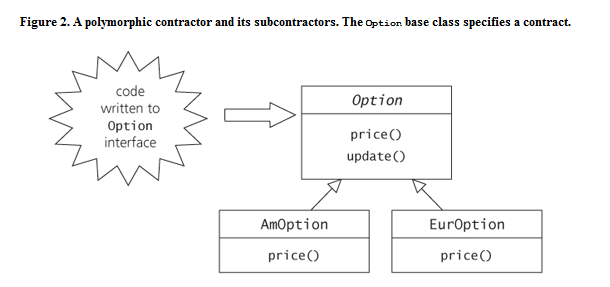 Figure 2. A polymorphic contractor and its subcontractors. The Option base class specifies a contract.
code
written to
Option
interface
Option
price()
update()
AmOption
price()
EurOption
price()